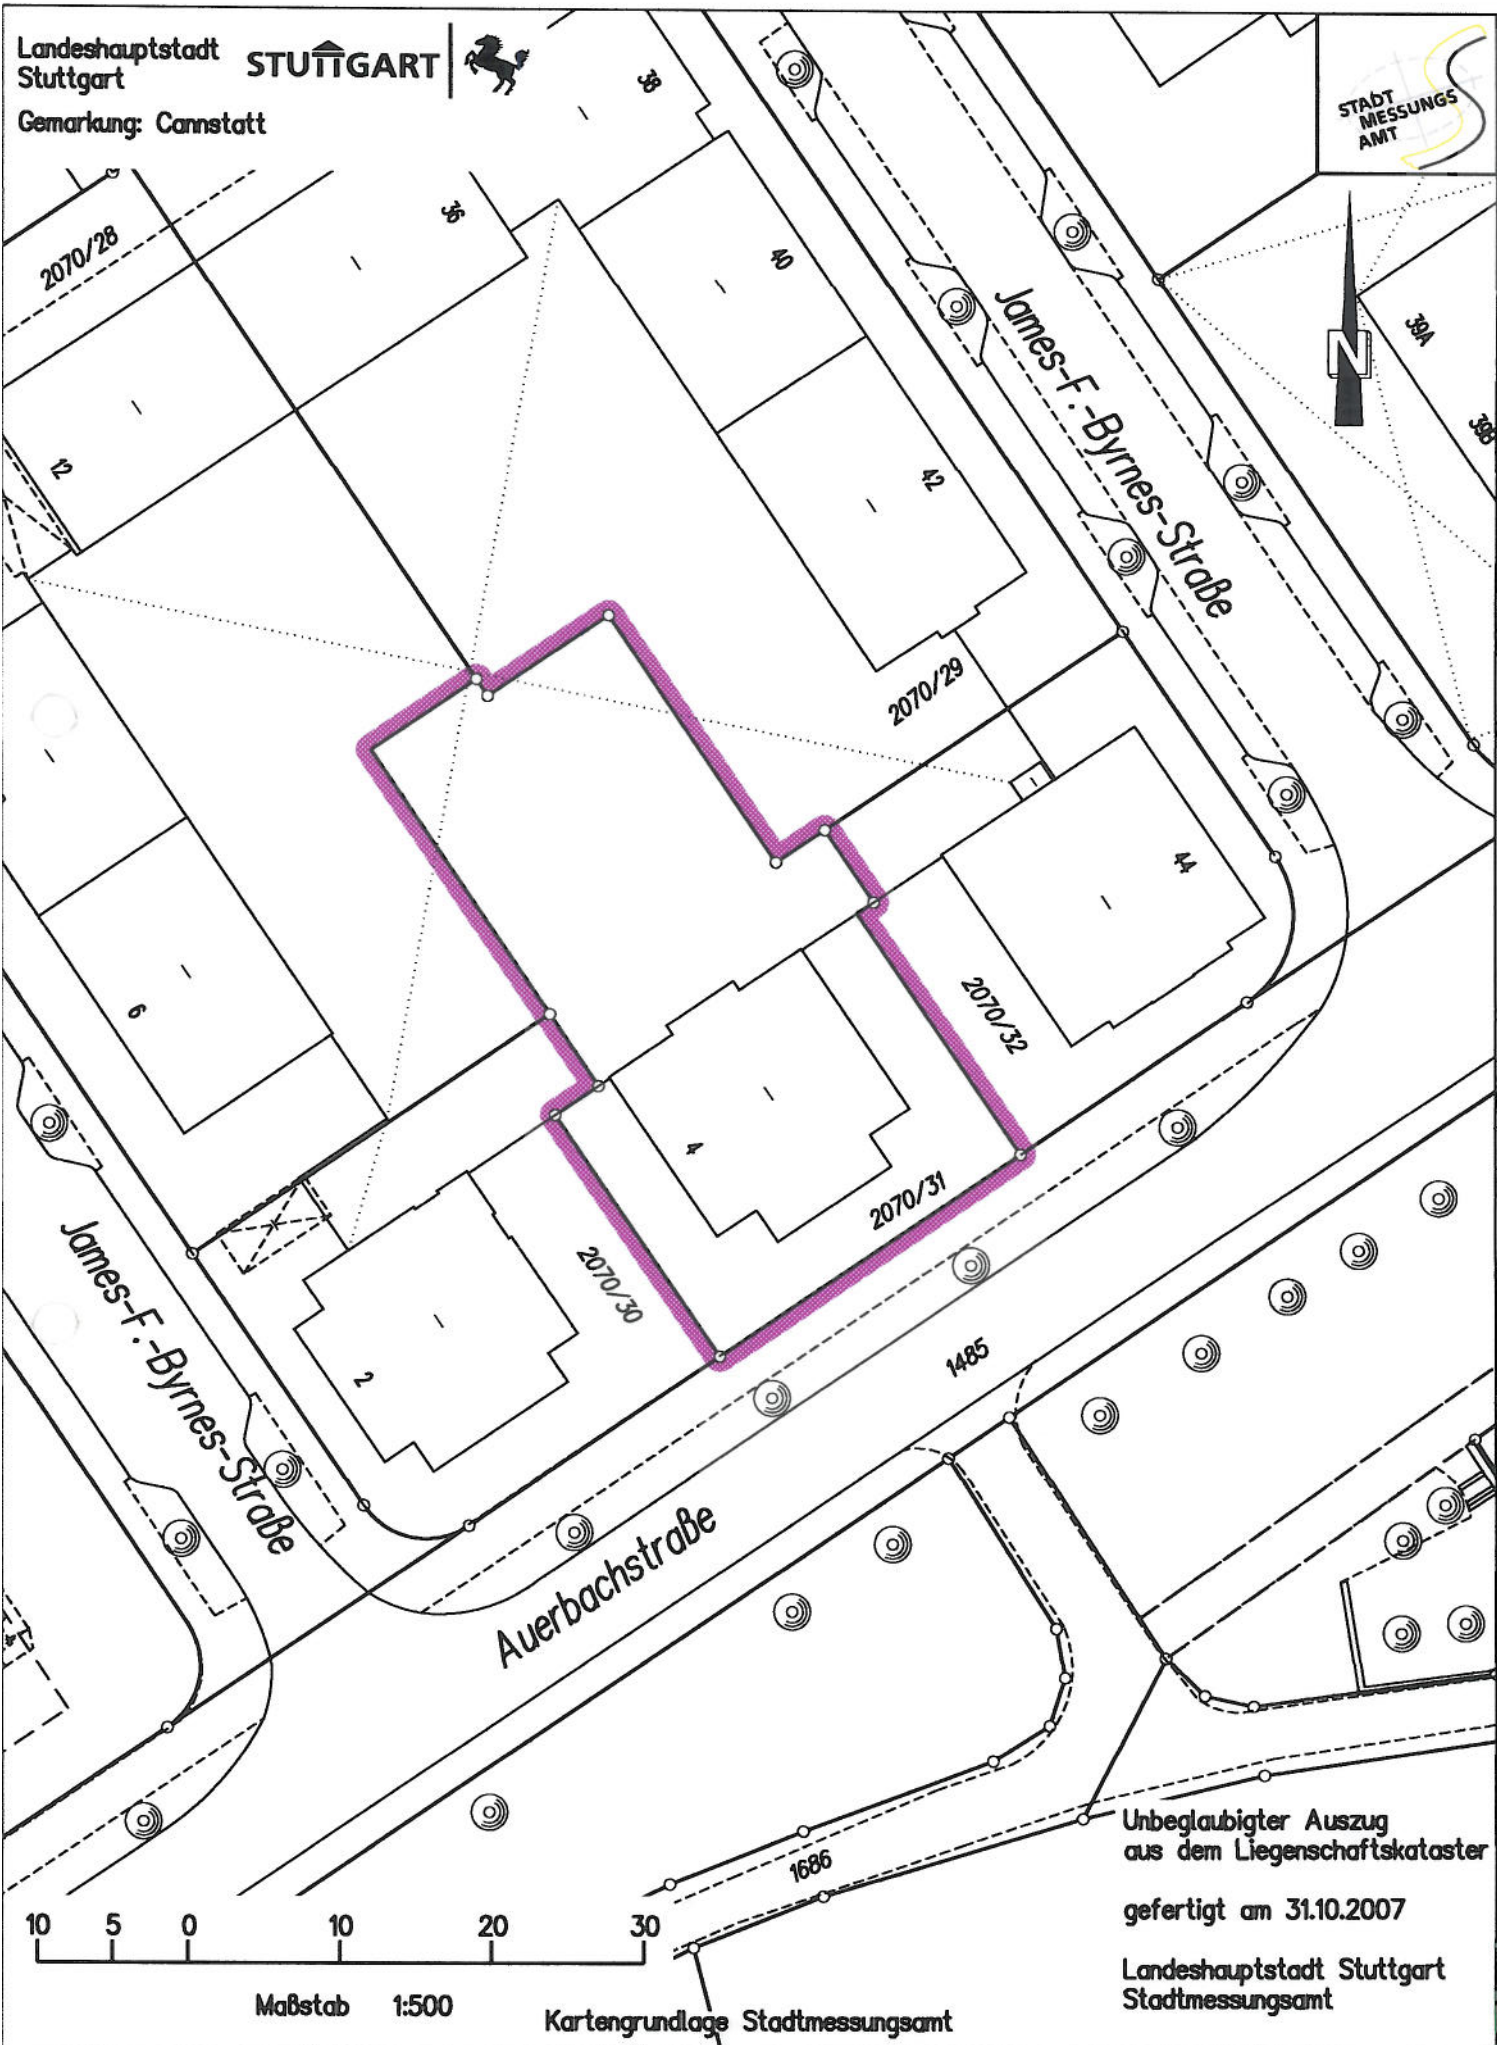 Landeshauptstadt
Stuttgart
STUTTGART
Gemarkung: Cannstatt
STADT
MESSUNGS
AMT
38
36
40
2070/28
39A
N
39B
James-F.-Byrnes-Straße
12
42
2070/29
44
6
2070/32
4
2070/31
2070/30
James-F.-Byrnes-Straße
2
1485
Auerbachstraße
1686
Unbeglaubigter Auszug
aus dem Liegenschaftskataster
gefertigt am 31.10.2007
Landeshauptstadt Stuttgart
Stadtmessungsamt
10 5 0 10 20 30
Maßstab 1:500
Kartengrundlage Stadtmessungsamt